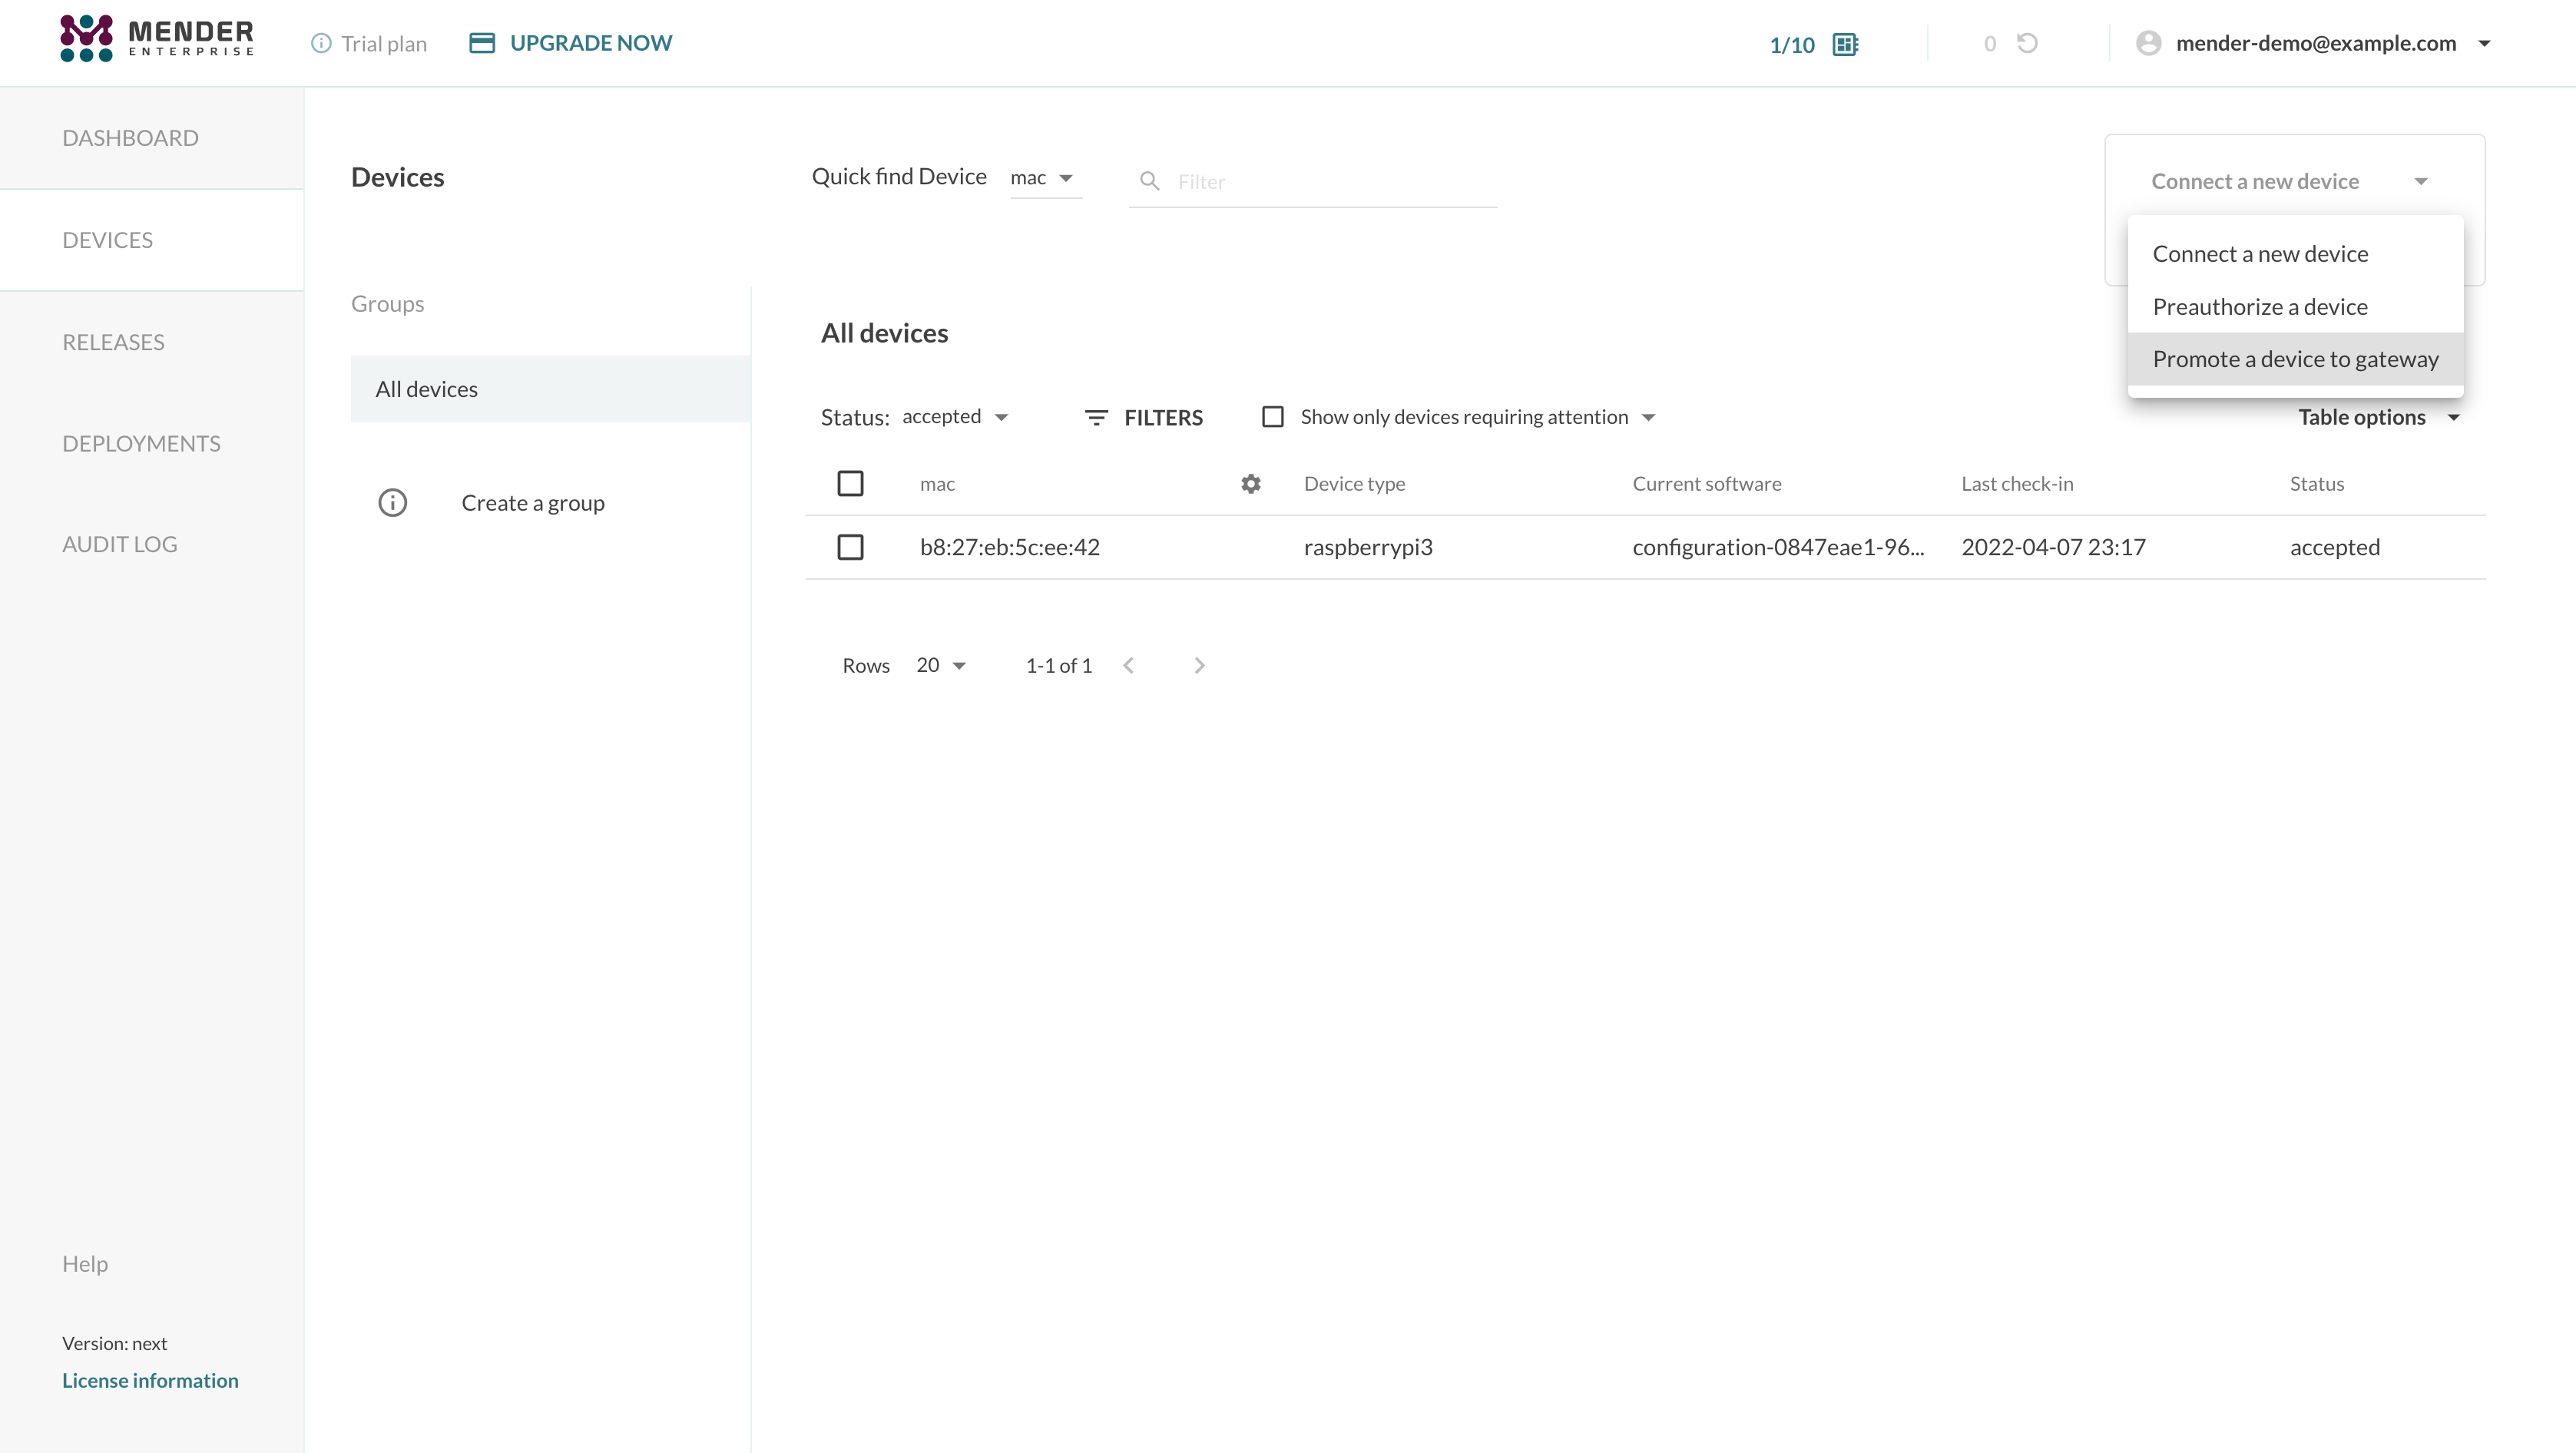 MENDER
ENTERPRISE
Trial plan
UPGRADE NOW
1/10
0
mender-demo@example.com
DASHBOARD
DEVICES
RELEASES
DEPLOYMENTS
AUDIT LOG
Help
Version: next
License information
Devices
Quick find Device
mac
Filter
Connect a new device
Connect a new device
Preauthorize a device
Promote a device to gateway
Groups
All devices
Create a group
All devices
Status: accepted
FILTERS
Show only devices requiring attention
Table options
mac Device type Current software Last check-in Status
b8:27:eb:5c:ee:42 raspberrypi3 configuration-0847eae1-96... 2022-04-07 23:17 accepted
Rows 20 1-1 of 1